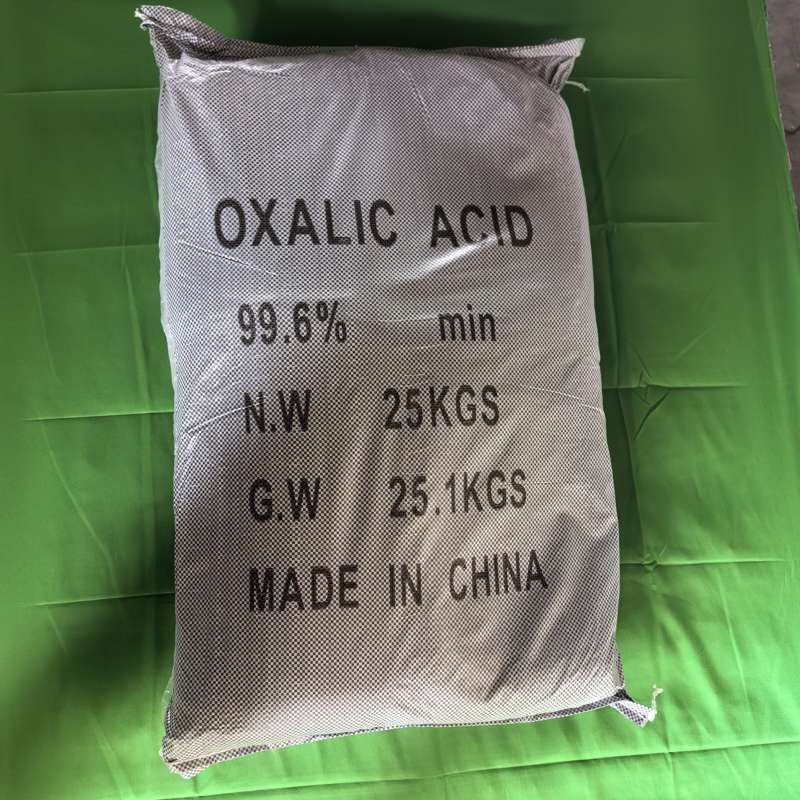 OXALIC ACID
99.6% min
N.W 25KGS
G.W 25.1KGS
MADE IN CHINA